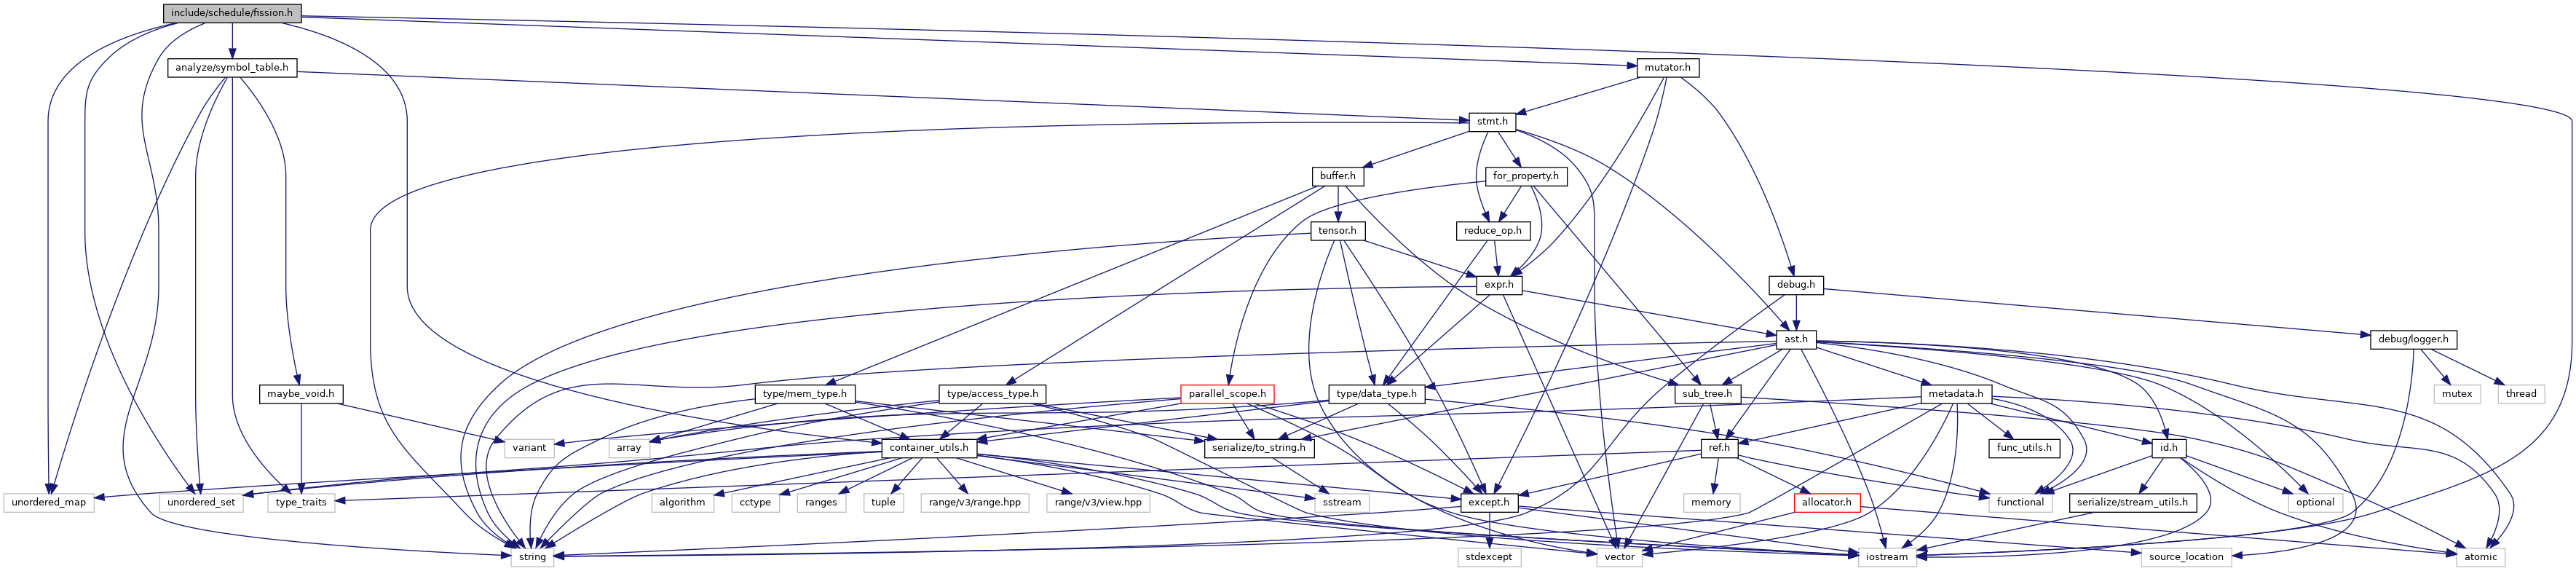 include/schedule/fission.h
analyze/symbol_table.h
mutator.h
stmt.h
buffer.h
for_property.h
tensor.h
reduce_op.h
expr.h
debug.h
ast.h
debug/logger.h
maybe_void.h
type/mem_type.h
type/access_type.h
parallel_scope.h
type/data_type.h
sub_tree.h
metadata.h
mutex
thread
variant
array
container_utils.h
serialize/to_string.h
ref.h
func_utils.h
id.h
unordered_map
unordered_set
type_traits
algorithm
cctype
ranges
tuple
range/v3/range.hpp
range/v3/view.hpp
sstream
except.h
memory
allocator.h
functional
serialize/stream_utils.h
optional
string
stdexcept
vector
iostream
source_location
atomic